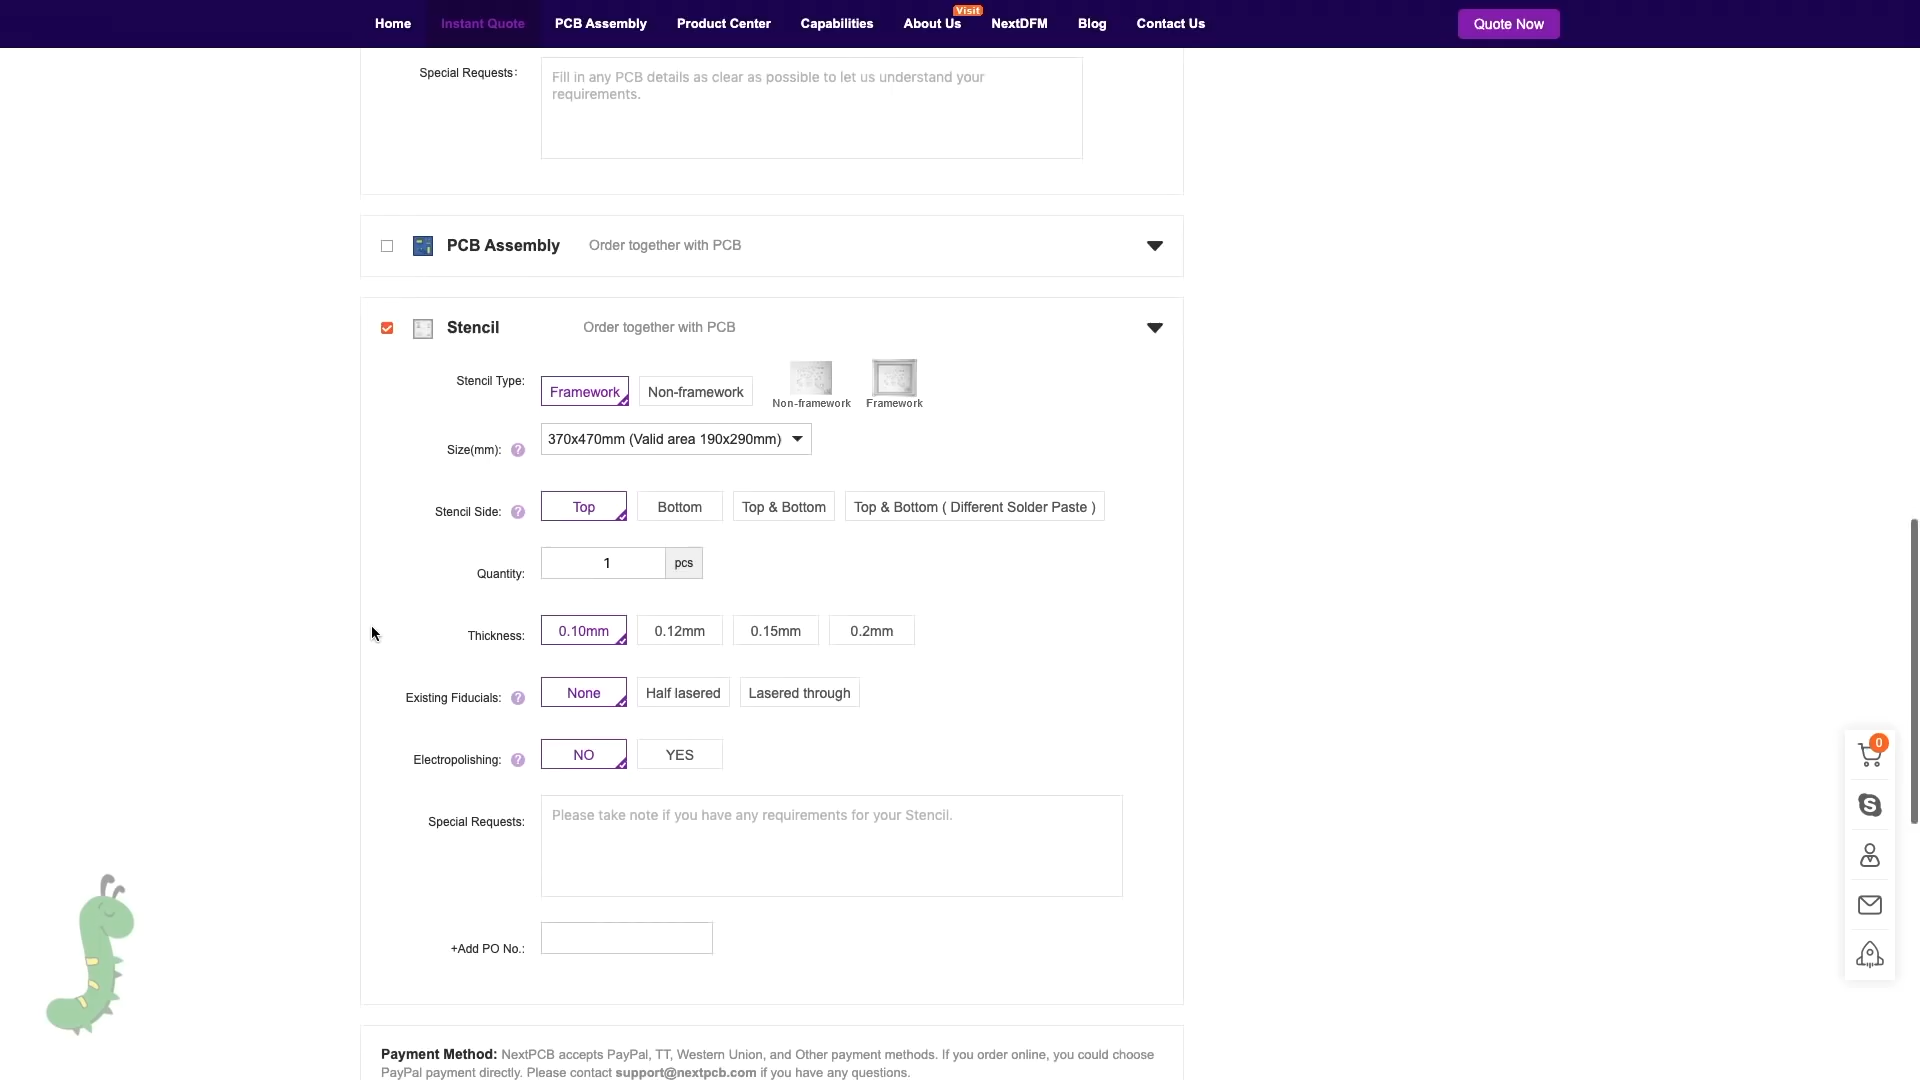 Home Instant Quote PCB Assembly Product Center Capabilities About Us Visit NextDFM Blog Contact Us Quote Now
Special Requests:
Fill in any PCB details as clear as possible to let us understand your
requirements.
PCB Assembly Order together with PCB
Stencil Order together with PCB
Stencil Type: Framework Non-framework
Non-framework Framework
Size(mm): ? 370x470mm (Valid area 190x290mm)
Stencil Side: ? Top Bottom Top & Bottom Top & Bottom ( Different Solder Paste )
Quantity: 1 pcs
Thickness: 0.10mm 0.12mm 0.15mm 0.2mm
Existing Fiducials: ? None Half lasered Lasered through
0
Electropolishing: ? NO YES
Special Requests: Please take note if you have any requirements for your Stencil.
+Add PO No.:
Payment Method: NextPCB accepts PayPal, TT, Western Union, and Other payment methods. If you order online, you could choose
PayPal payment directly. Please contact support@nextpcb.com if you have any questions.